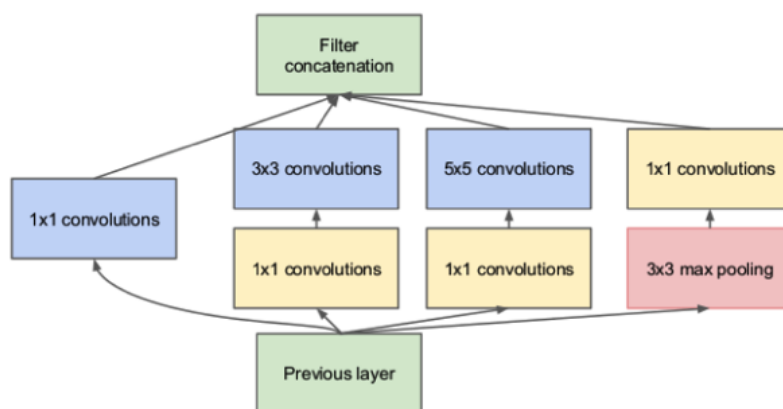 Filter
concatenation
3x3 convolutions
5x5 convolutions
1x1 convolutions
1x1 convolutions
1x1 convolutions
1x1 convolutions
3x3 max pooling
Previous layer